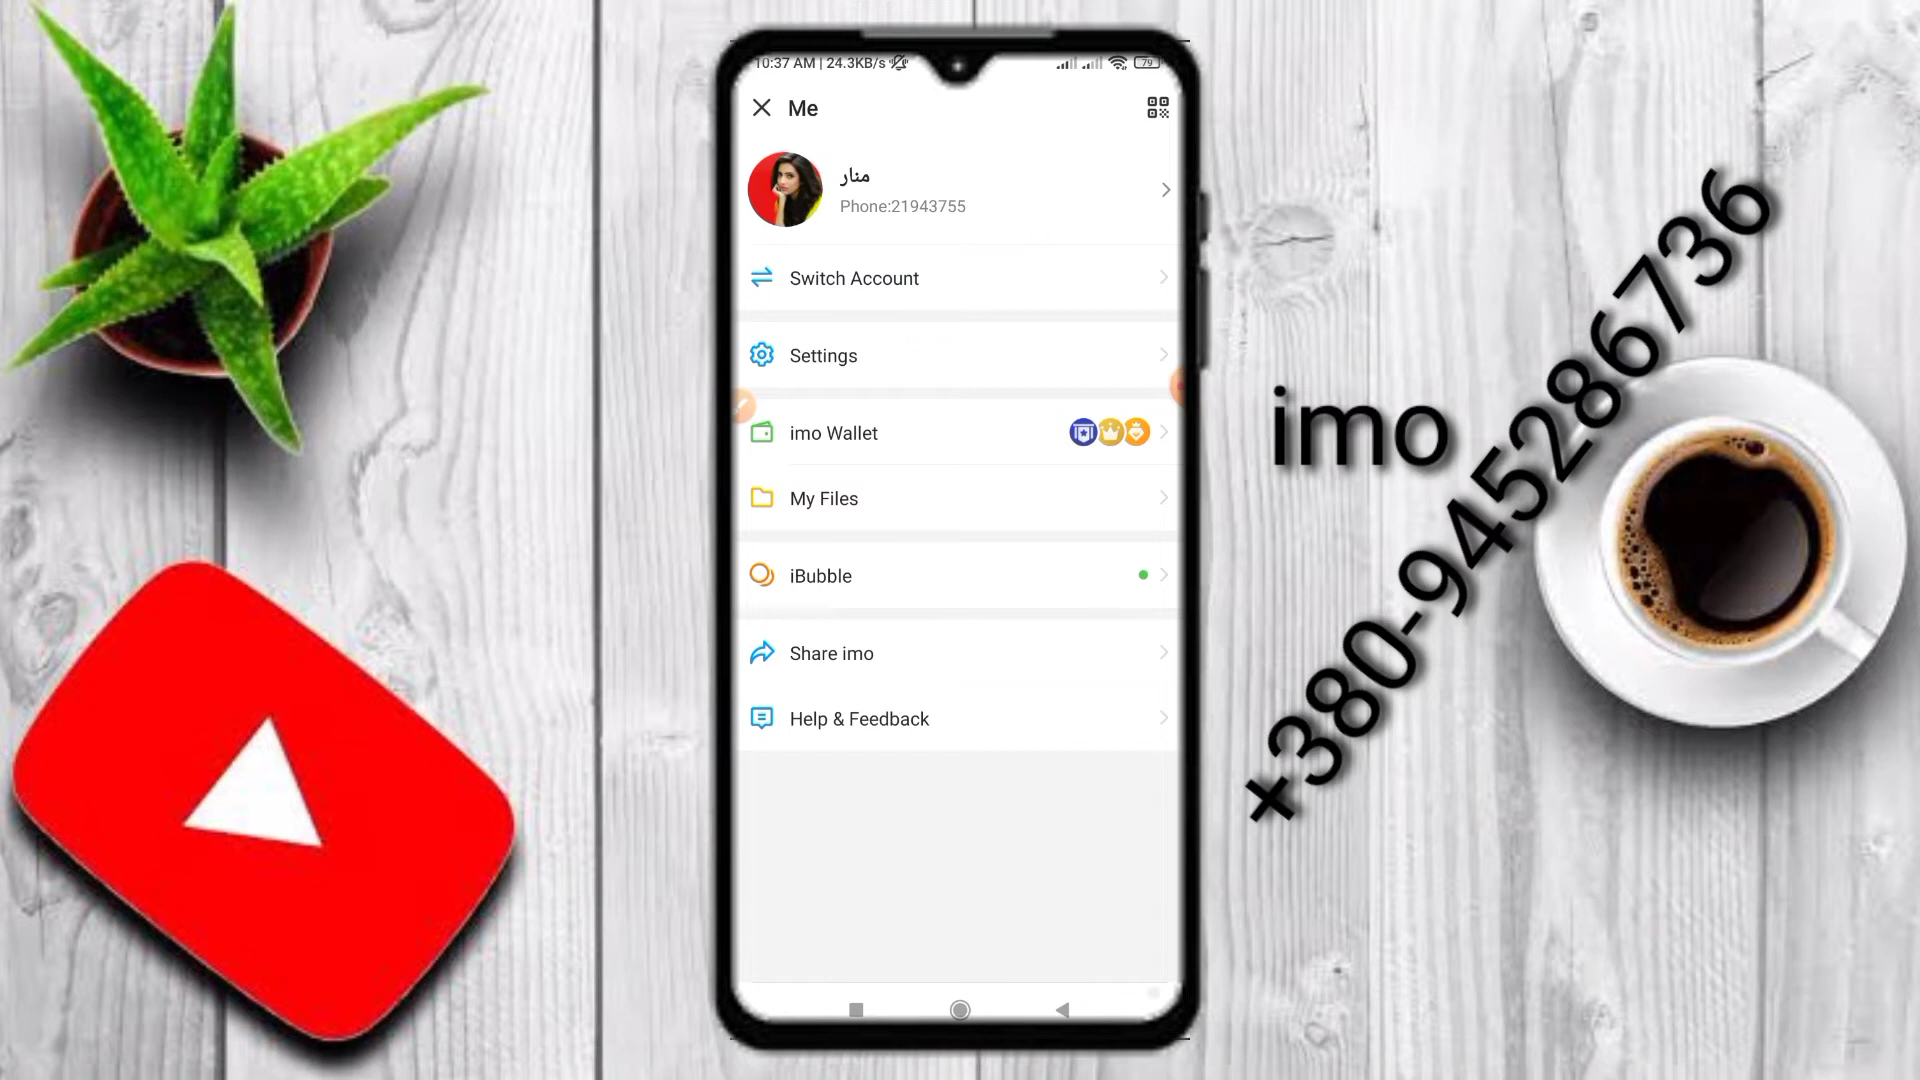 10:37 AM | 24.3KB/s
79
Me
منار
Phone:21943755
Switch Account
Settings
imo Wallet
My Files
iBubble
Share imo
Help & Feedback
imo
+380-945286736